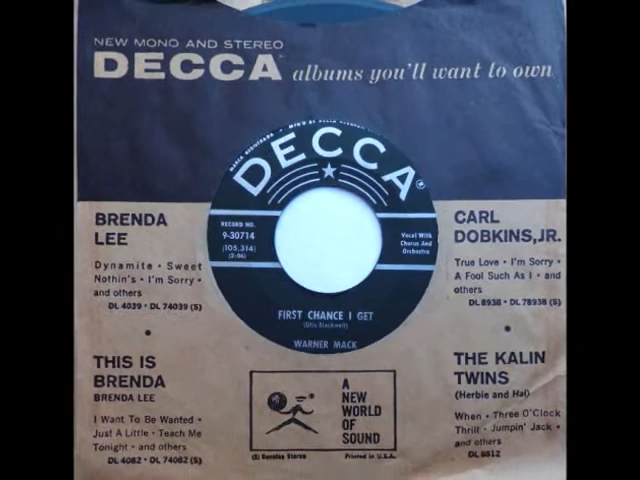 NEW MONO AND STEREO
DECCA® albums you'll want to own
DECCA®
RECORD NO.
9-30714
(105,314)
(2:06)
Vocal With
Chorus And
Orchestra
FIRST CHANCE I GET
(Otis Blackwell)
WARNER MACK
BRENDA
LEE
Dynamite • Sweet
Nothin's • I'm Sorry •
and others
DL 4039 • DL 74039 (S)
THIS IS
BRENDA
BRENDA LEE
I Want To Be Wanted •
Just A Little • Teach Me
Tonight • and others
DL 4082 • DL 74082 (S)
CARL
DOBKINS, JR.
True Love • I'm Sorry •
A Fool Such As I • and
others
DL 8938 • DL 78938 (S)
THE KALIN
TWINS
(Herbie and Hal)
When • Three O'Clock
Thrill • Jumpin' Jack •
and others
DL 8812
A
NEW
WORLD
OF
SOUND
(S) Denotes Stereo
Printed in U.S.A.